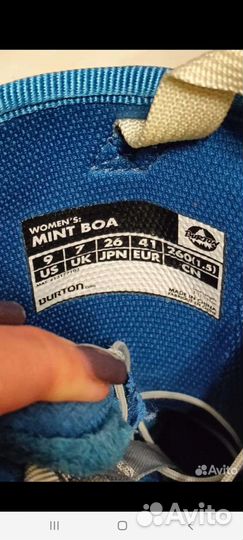 WOMEN'S:
MINT BOA
9 7 26 41 260(1.5)
US UK JPN EUR CN
BURTON
MADE IN CHINA
Avito
Avito